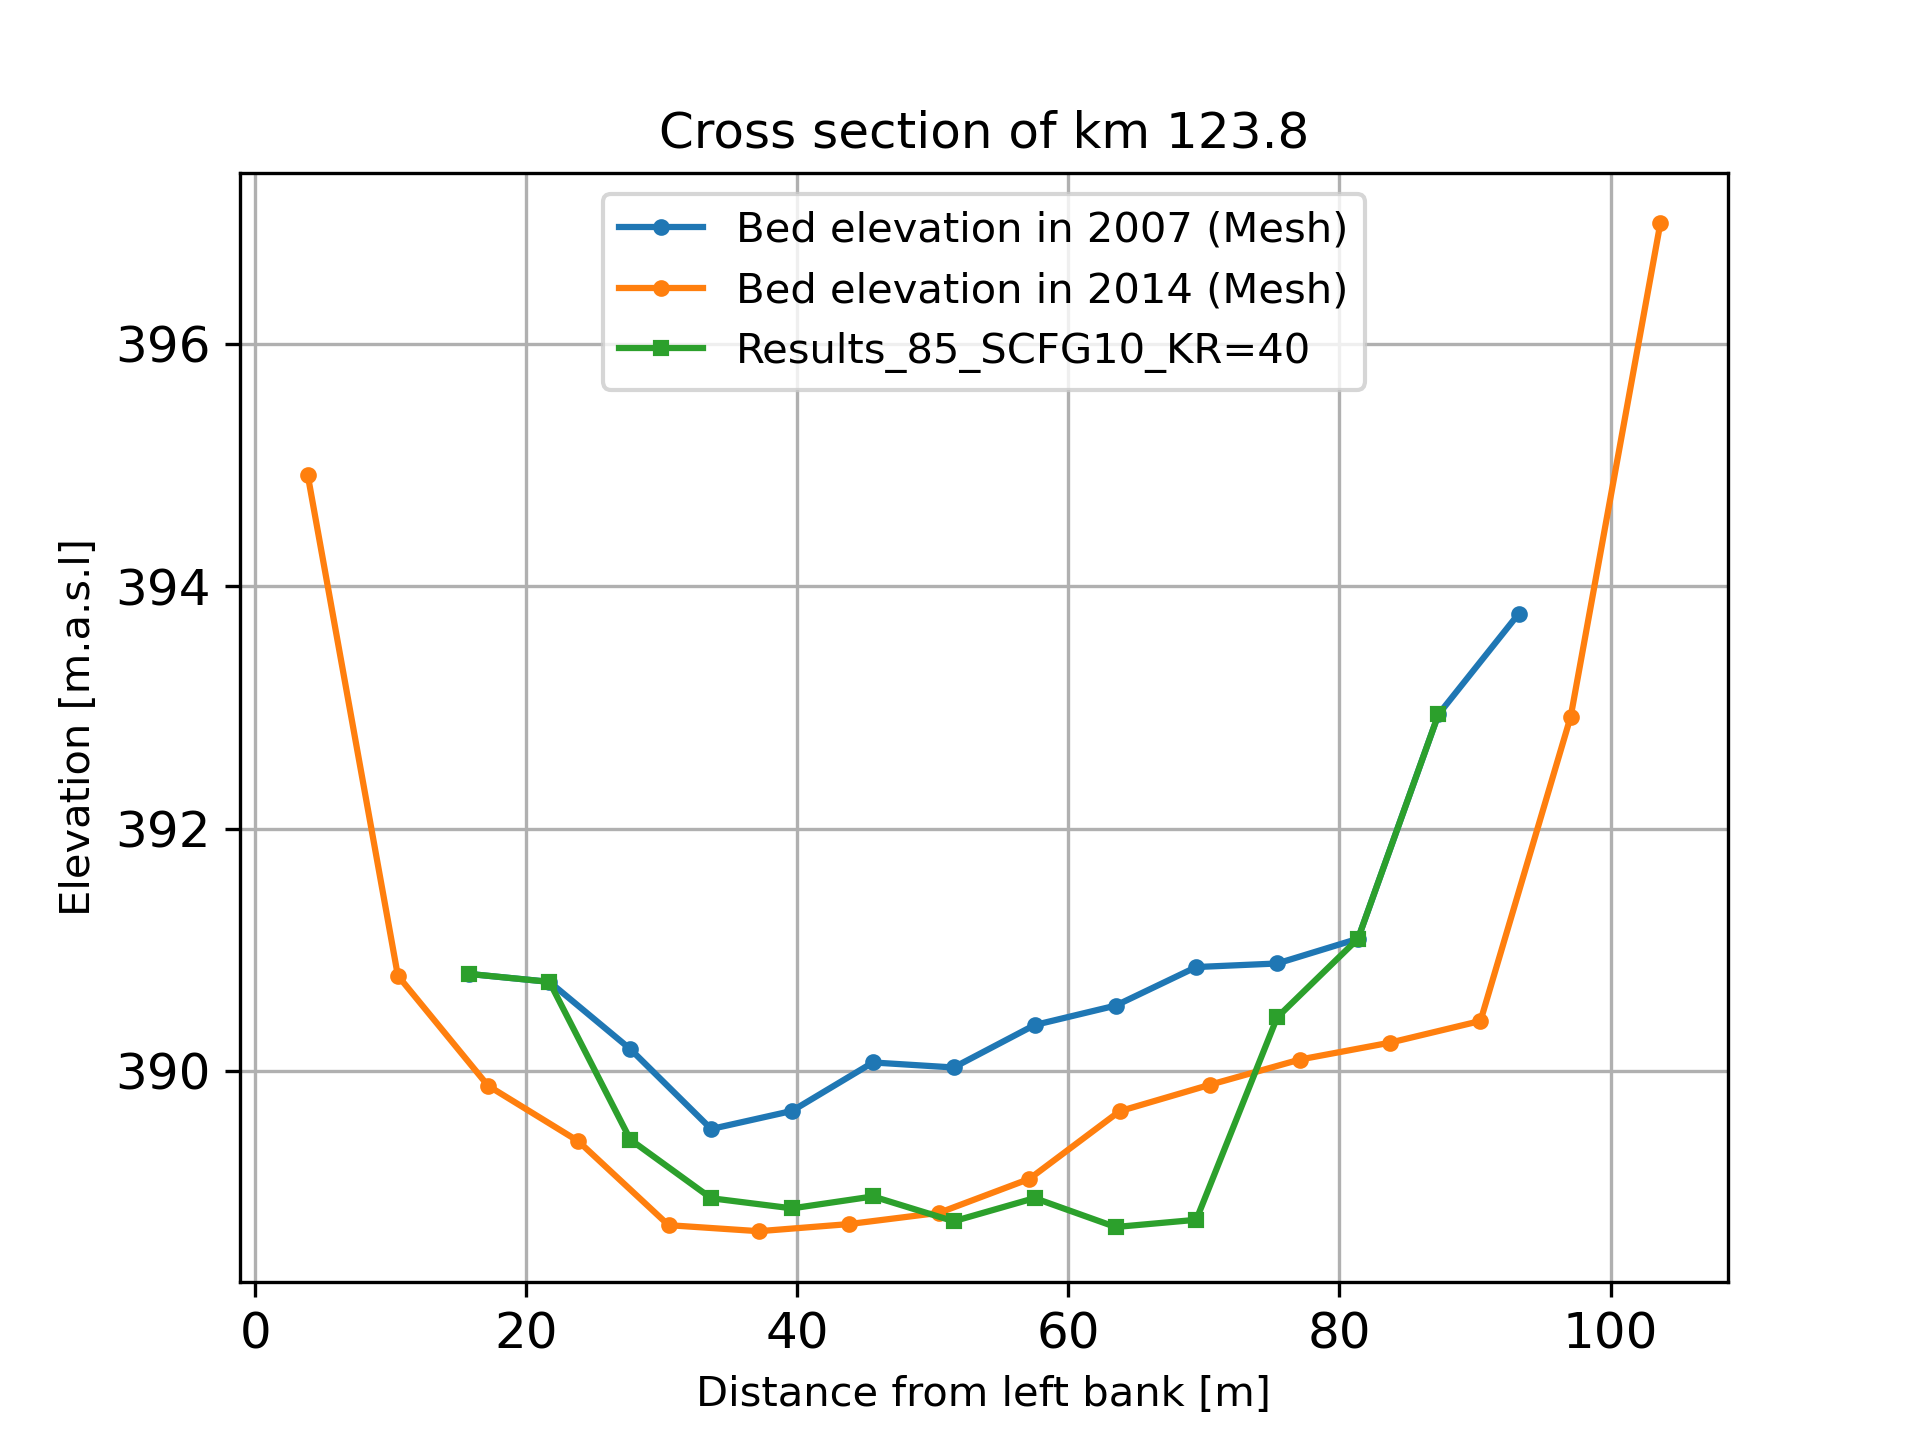 Cross section of km 123.8
Bed elevation in 2007 (Mesh)
Bed elevation in 2014 (Mesh)
Results_85_SCFG10_KR=40
396
394
392
390
Elevation [m.a.s.l]
0 20 40 60 80 100
Distance from left bank [m]